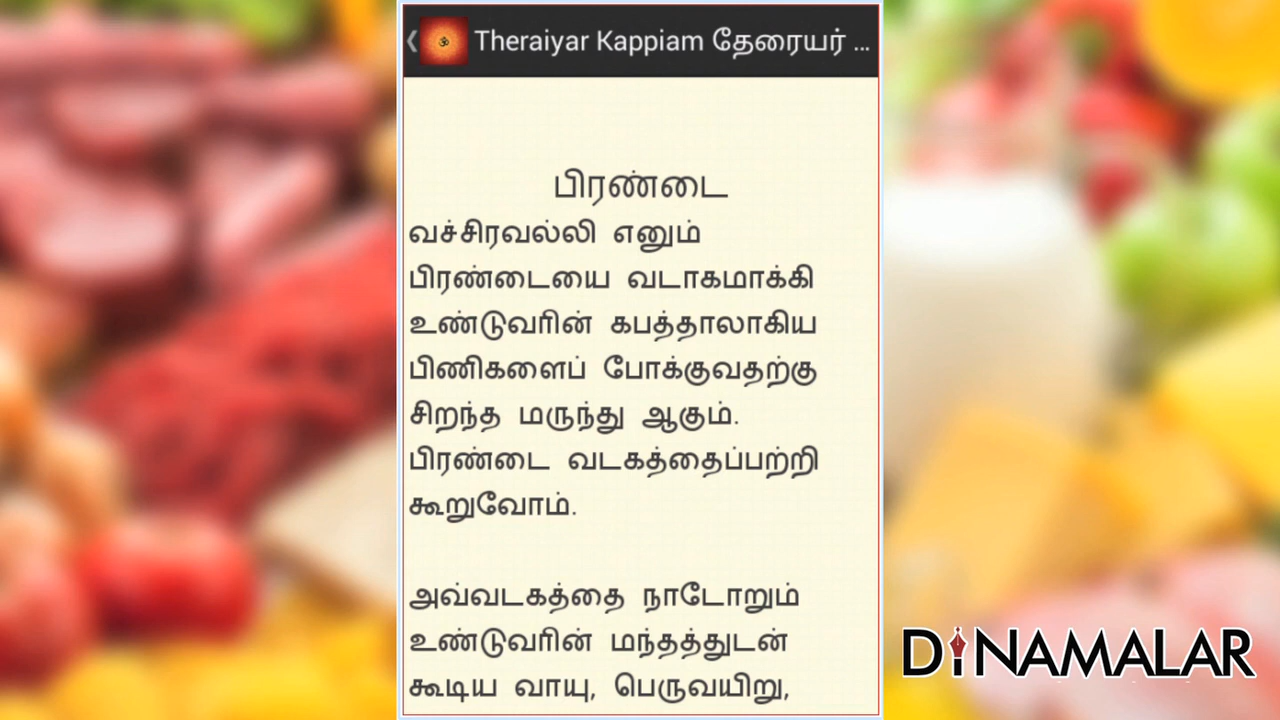 Theraiyar Kappiam தேரையர் ...
பிரண்டை
வச்சிரவல்லி எனும்
பிரண்டையை வடாகமாக்கி
உண்டுவரின் கபத்தாலாகிய
பிணிகளைப் போக்குவதற்கு
சிறந்த மருந்து ஆகும்.
பிரண்டை வடகத்தைப்பற்றி
கூறுவோம்.
அவ்வடகத்தை நாடோறும்
உண்டுவரின் மந்தத்துடன்
கூடிய வாயு, பெருவயிறு,
DINAMALAR